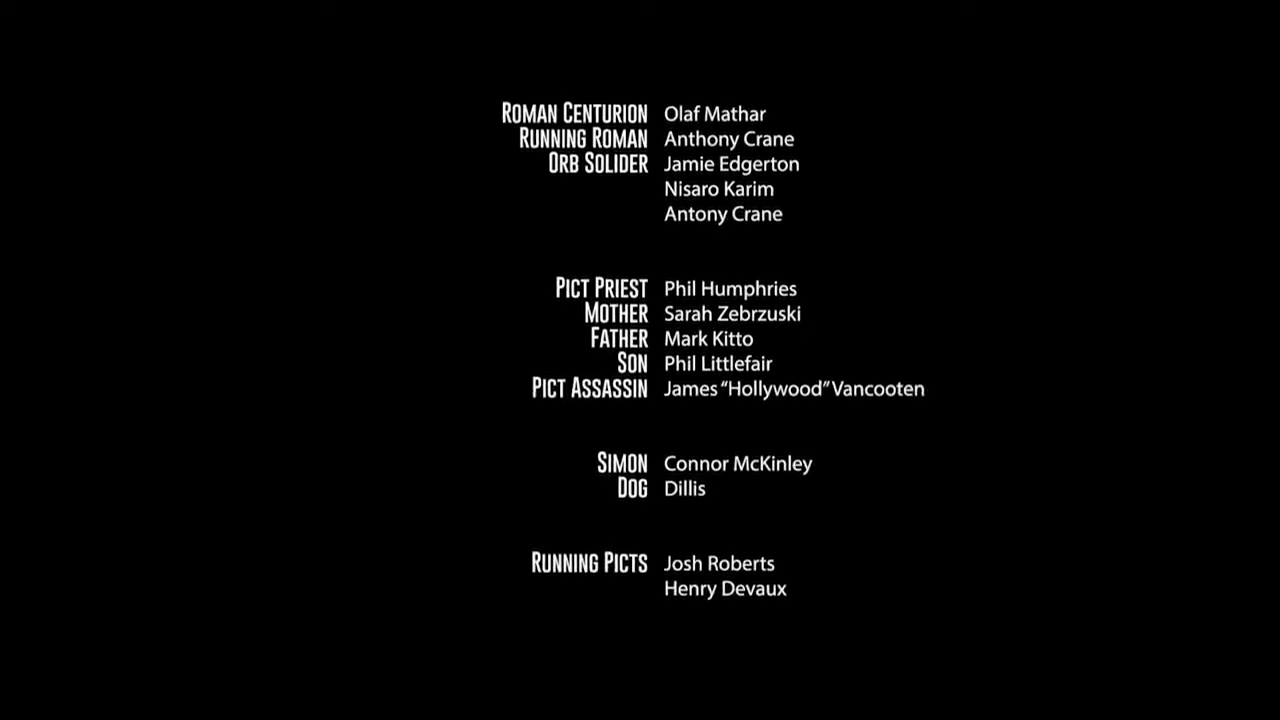 ROMAN CENTURION Olaf Mathar
RUNNING ROMAN Anthony Crane
ORB SOLIDER Jamie Edgerton
Nisaro Karim
Antony Crane
PICT PRIEST Phil Humphries
MOTHER Sarah Zebrzuski
FATHER Mark Kitto
SON Phil Littlefair
PICT ASSASSIN James “Hollywood” Vancooten
SIMON Connor McKinley
DOG Dillis
RUNNING PICTS Josh Roberts
Henry Devaux